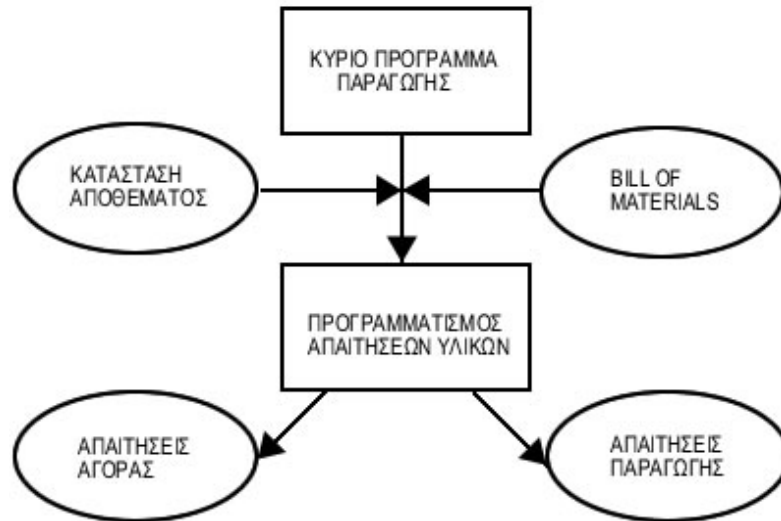 ΚΥΡΙΟ ΠΡΟΓΡΑΜΜΑ
ΠΑΡΑΓΩΓΗΣ
ΚΑΤΑΣΤΑΣΗ
ΑΠΟΘΕΜΑΤΟΣ
BILL OF
MATERIALS
ΠΡΟΓΡΑΜΜΑΤΙΣΜΟΣ
ΑΠΑΙΤΗΣΕΩΝ ΥΛΙΚΩΝ
ΑΠΑΙΤΗΣΕΙΣ
ΑΓΟΡΑΣ
ΑΠΑΙΤΗΣΕΙΣ
ΠΑΡΑΓΩΓΗΣ